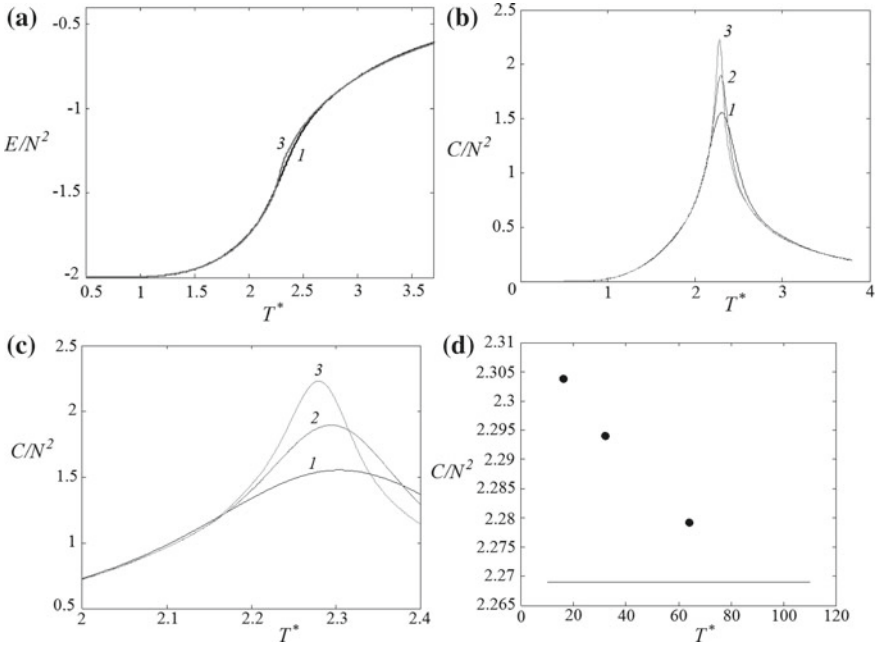 (a)
-0.5
-1
E/N²
-1.5
-2
3
1
0.5 1 1.5 2 2.5 3 3.5
T*
(b)
2.5
2
1.5
C/N²
1
0.5
3
2
1
0 1 2 3 4
T*
(c)
2.5
2
C/N²
1.5
1
0.5
3
2
1
2 2.1 2.2 2.3 2.4
T*
(d)
2.31
2.305
2.3
2.295
C/N²
2.29
2.285
2.28
2.275
2.27
2.265
0 20 40 60 80 100 120
T*